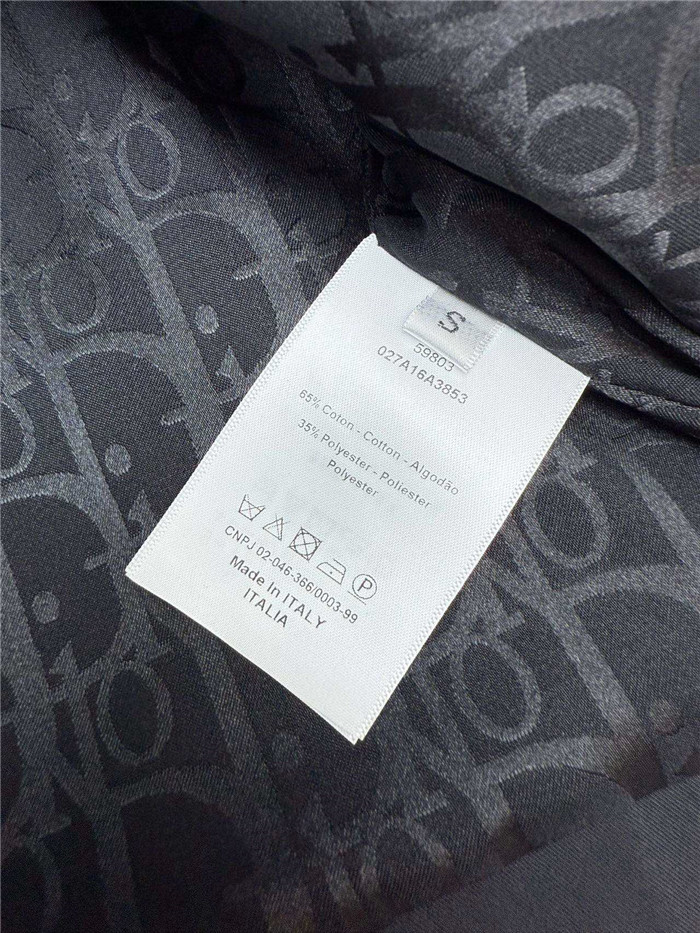 S
59803
027A16A3853
65% Coton - Cotton - Algodão
35% Polyester - Poliester
Polyester
P
CNPJ 02-046-366/0003-99
Made In ITALY
ITALIA